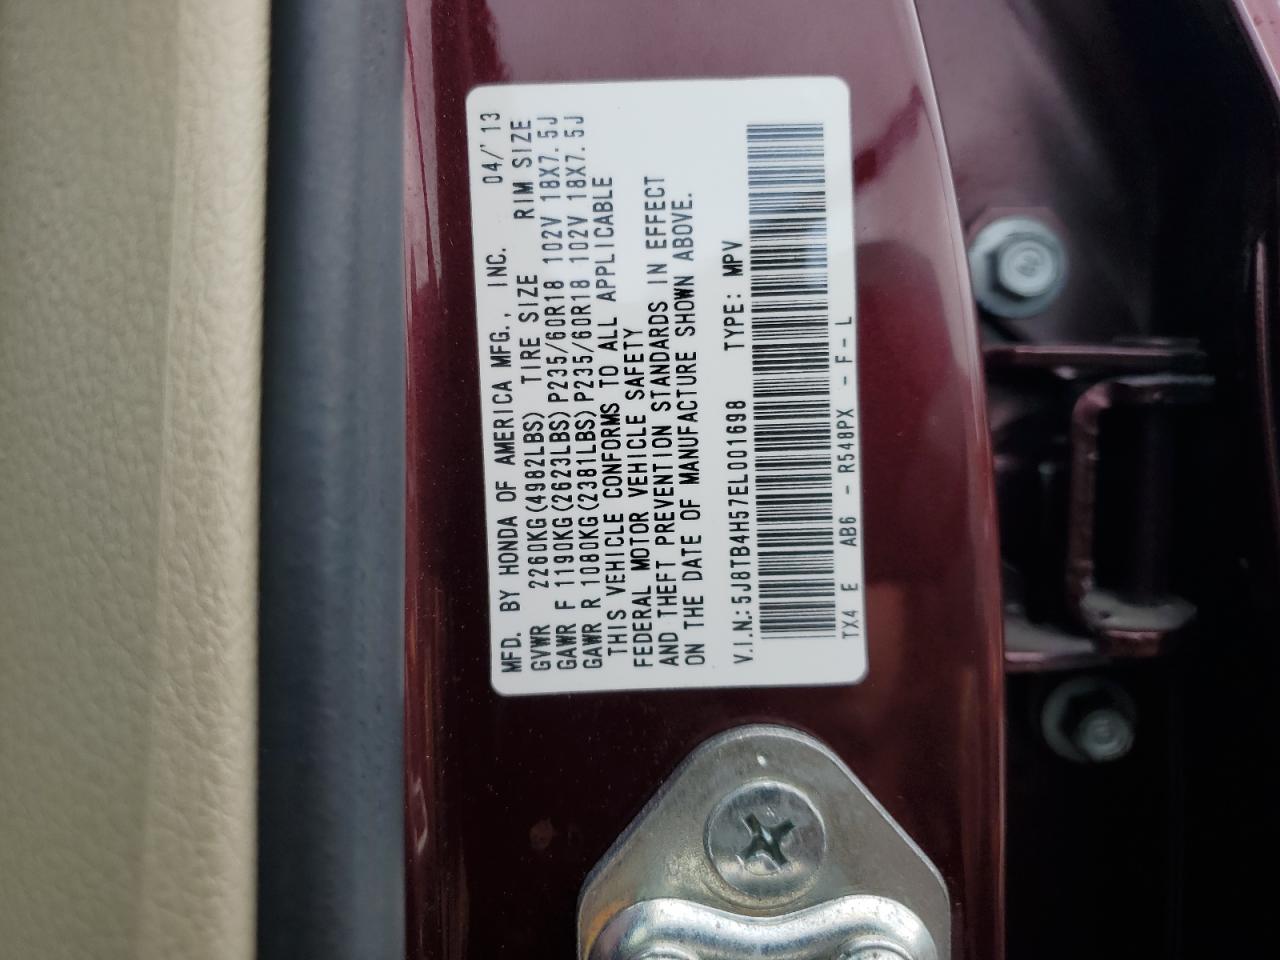 MFD. BY HONDA OF AMERICA MFG., INC. 04/'13
GVWR 2260KG(4982LBS) TIRE SIZE RIM SIZE
GAWR F 1190KG(2623LBS)P235/60R18 102V 18X7.5J
GAWR R 1080KG(2381LBS)P235/60R18 102V 18X7.5J
THIS VEHICLE CONFORMS TO ALL APPLICABLE
FEDERAL MOTOR VEHICLE SAFETY
AND THEFT PREVENTION STANDARDS IN EFFECT
ON THE DATE OF MANUFACTURE SHOWN ABOVE.
V.I.N.: 5J8TB4H57EL001698 TYPE: MPV
TX4 E AB6 - R548PX - F - L